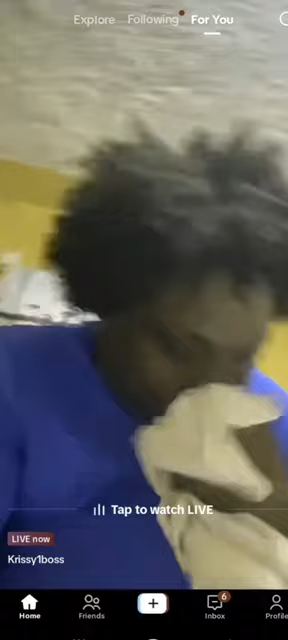 Explore Following For You
Tap to watch LIVE
LIVE now
Krissy1boss
6
Home Friends Inbox Profile